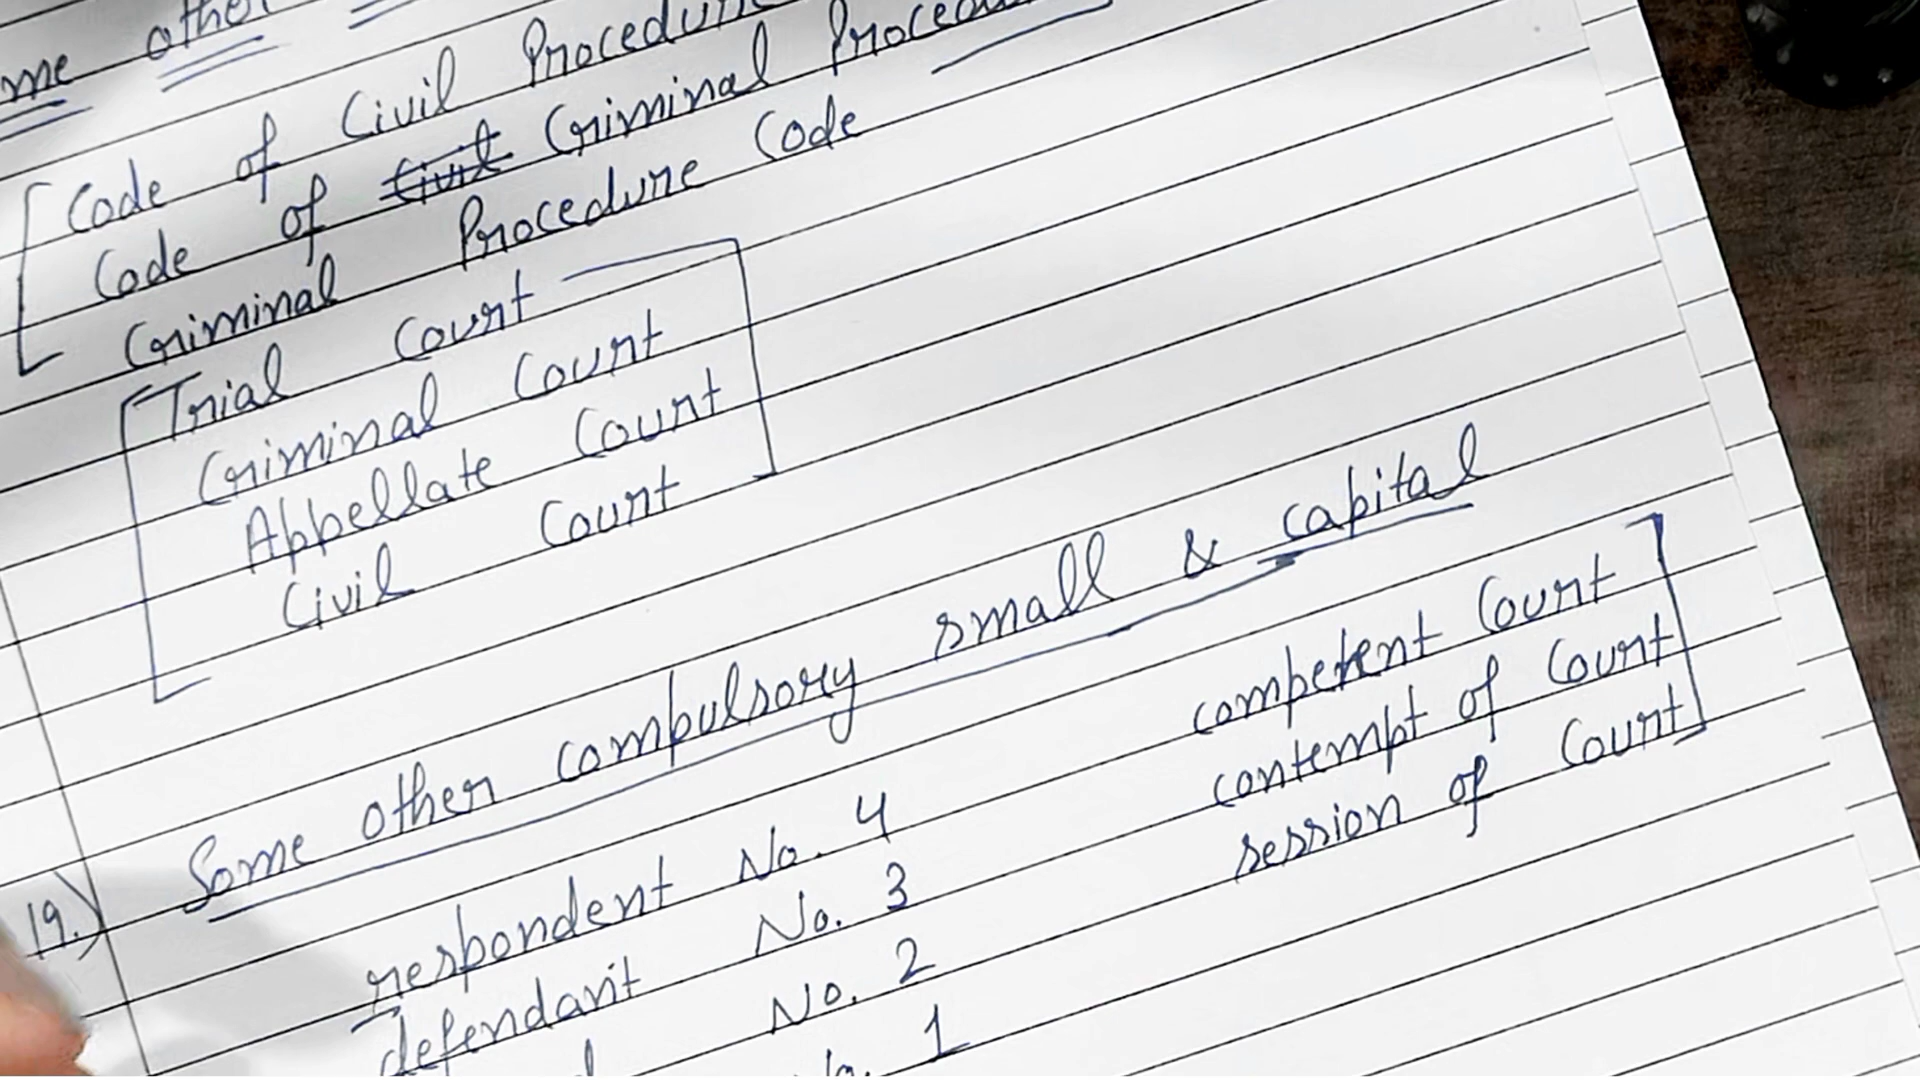 me other
Code of Civil Procedure
Code of Civil Criminal Procedu
Criminal Procedure Code
Trial Court
Criminal Court
Appellate Court
Civil Court
19.) Some other compulsory small & capital
respondent No. 4
defendant No. 3
No. 2
No. 1
competent Court
contempt of Court
session of Court